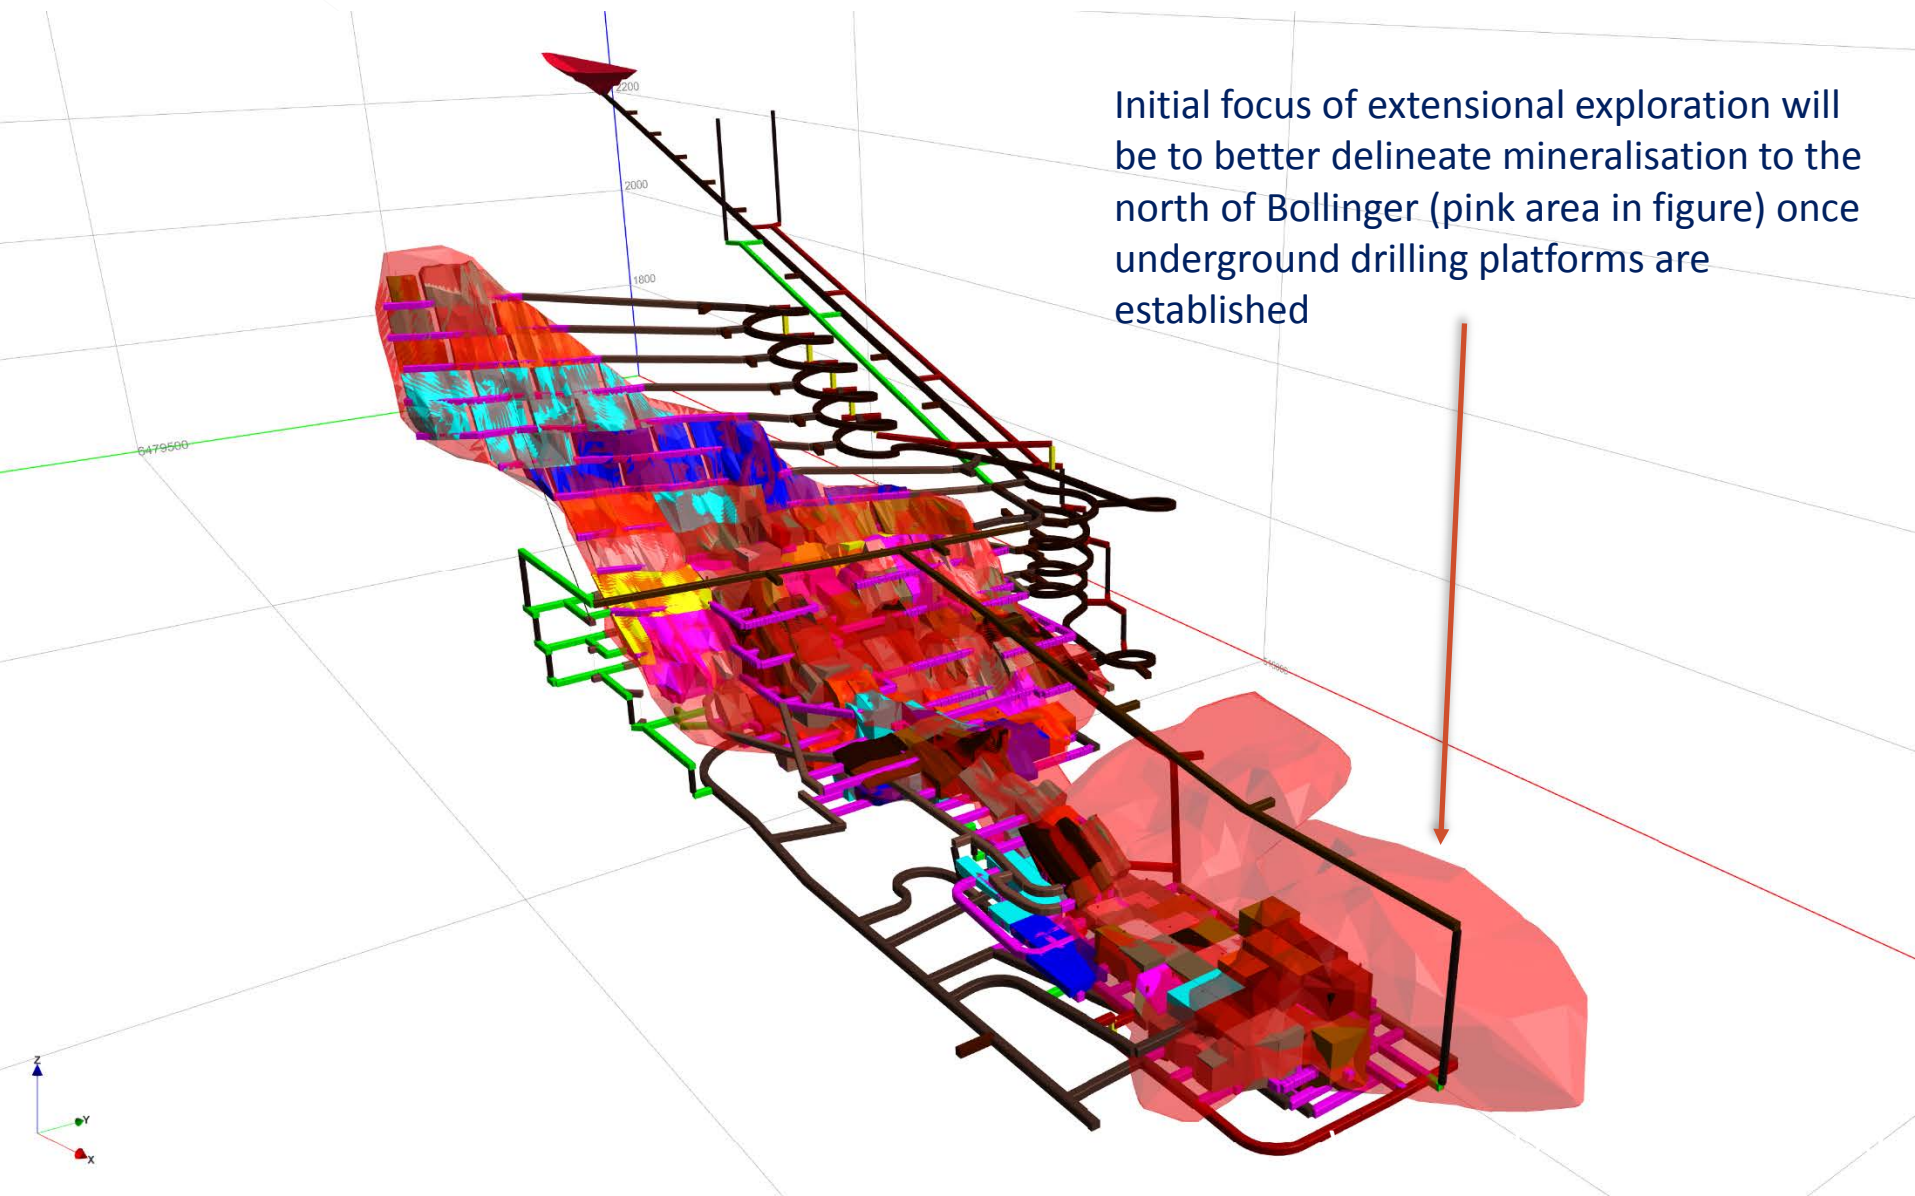 Initial focus of extensional exploration will
be to better delineate mineralisation to the
north of Bollinger (pink area in figure) once
underground drilling platforms are
established
2200
2000
1800
6479500
Z
Y
X